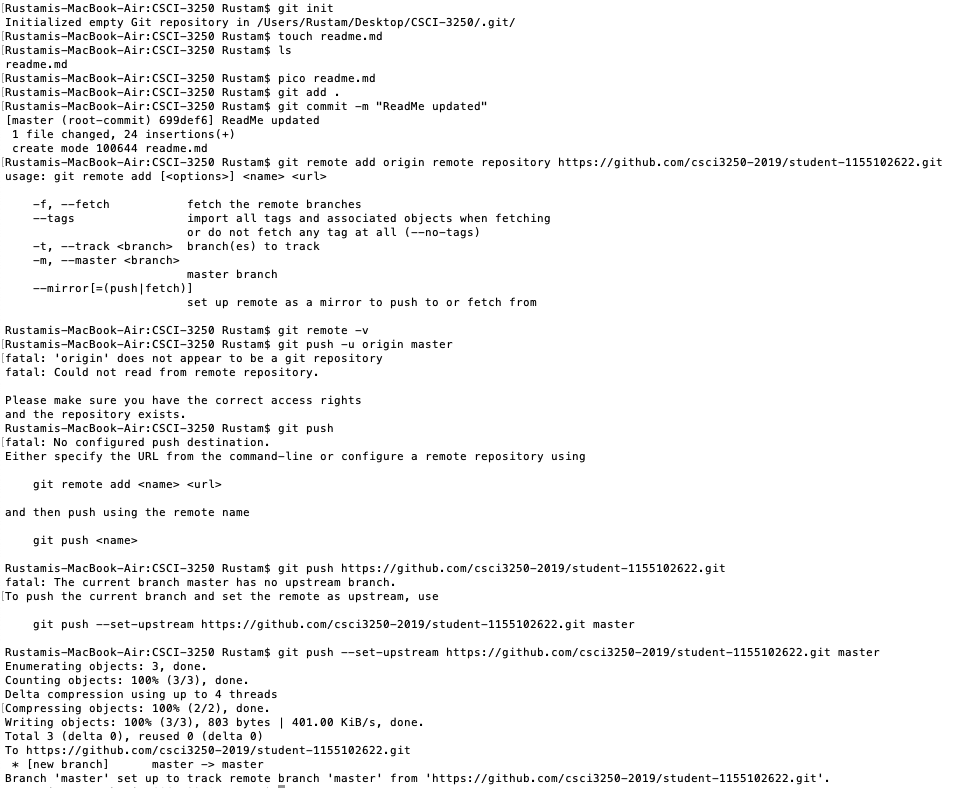 [Rustamis-MacBook-Air:CSCI-3250 Rustam$ git init
Initialized empty Git repository in /Users/Rustam/Desktop/CSCI-3250/.git/
[Rustamis-MacBook-Air:CSCI-3250 Rustam$ touch readme.md
[Rustamis-MacBook-Air:CSCI-3250 Rustam$ ls
readme.md
[Rustamis-MacBook-Air:CSCI-3250 Rustam$ pico readme.md
[Rustamis-MacBook-Air:CSCI-3250 Rustam$ git add .
[Rustamis-MacBook-Air:CSCI-3250 Rustam$ git commit -m "ReadMe updated"
[master (root-commit) 699def6] ReadMe updated
 1 file changed, 24 insertions(+)
 create mode 100644 readme.md
[Rustamis-MacBook-Air:CSCI-3250 Rustam$ git remote add origin remote repository https://github.com/csci3250-2019/student-1155102622.git
usage: git remote add [<options>] <name> <url>

    -f, --fetch           fetch the remote branches
    --tags                import all tags and associated objects when fetching
                          or do not fetch any tag at all (--no-tags)
    -t, --track <branch>  branch(es) to track
    -m, --master <branch>
                          master branch
    --mirror[=(push|fetch)]
                          set up remote as a mirror to push to or fetch from

Rustamis-MacBook-Air:CSCI-3250 Rustam$ git remote -v
[Rustamis-MacBook-Air:CSCI-3250 Rustam$ git push -u origin master
[fatal: 'origin' does not appear to be a git repository
fatal: Could not read from remote repository.

Please make sure you have the correct access rights
and the repository exists.
Rustamis-MacBook-Air:CSCI-3250 Rustam$ git push
[fatal: No configured push destination.
Either specify the URL from the command-line or configure a remote repository using

    git remote add <name> <url>

and then push using the remote name

    git push <name>

Rustamis-MacBook-Air:CSCI-3250 Rustam$ git push https://github.com/csci3250-2019/student-1155102622.git
fatal: The current branch master has no upstream branch.
[To push the current branch and set the remote as upstream, use

    git push --set-upstream https://github.com/csci3250-2019/student-1155102622.git master

Rustamis-MacBook-Air:CSCI-3250 Rustam$ git push --set-upstream https://github.com/csci3250-2019/student-1155102622.git master
Enumerating objects: 3, done.
Counting objects: 100% (3/3), done.
Delta compression using up to 4 threads
[Compressing objects: 100% (2/2), done.
Writing objects: 100% (3/3), 803 bytes | 401.00 KiB/s, done.
Total 3 (delta 0), reused 0 (delta 0)
To https://github.com/csci3250-2019/student-1155102622.git
 * [new branch]      master -> master
Branch 'master' set up to track remote branch 'master' from 'https://github.com/csci3250-2019/student-1155102622.git'.